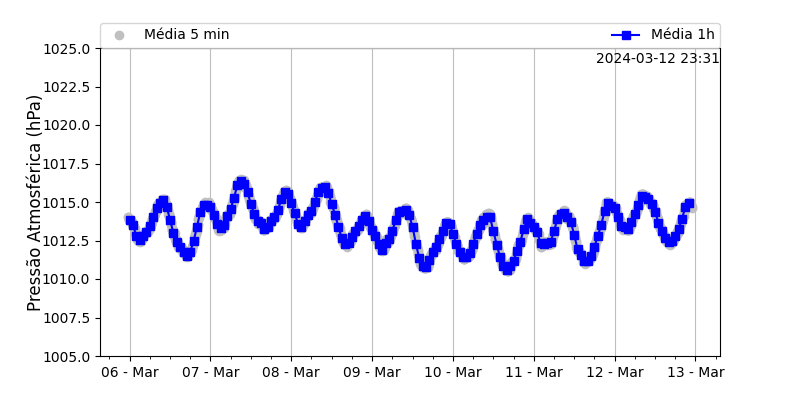 Média 5 min
Média 1h
2024-03-12 23:31
Pressão Atmosférica (hPa)
1025.0
1022.5
1020.0
1017.5
1015.0
1012.5
1010.0
1007.5
1005.0
06 - Mar
07 - Mar
08 - Mar
09 - Mar
10 - Mar
11 - Mar
12 - Mar
13 - Mar